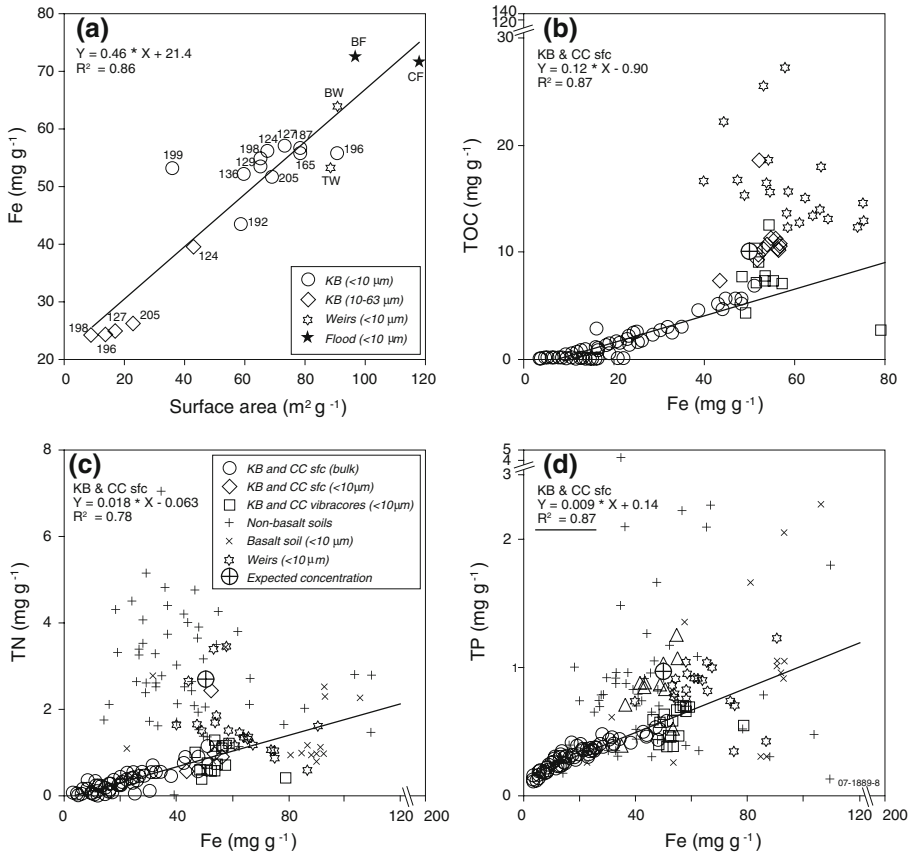 (a)
Y = 0.46 * X + 21.4
R² = 0.86
80
70
60
50
40
30
20
Fe (mg g⁻¹)
BF
CF
BW
TW
199
198
124
127
187
196
129
165
136
205
192
124
198
127
205
196
KB (<10 µm)
KB (10-63 µm)
Weirs (<10 µm)
Flood (<10 µm)
0 20 40 60 80 100 120
Surface area (m² g⁻¹)
(b)
KB & CC sfc
Y = 0.12 * X - 0.90
R² = 0.87
140
120
30
20
10
0
TOC (mg g⁻¹)
0 20 40 60 80
Fe (mg g⁻¹)
(c)
KB & CC sfc
Y = 0.018 * X - 0.063
R² = 0.78
8
6
4
2
0
TN (mg g⁻¹)
KB and CC sfc (bulk)
KB and CC sfc (<10µm)
KB and CC vibracores (<10µm)
Non-basalt soils
Basalt soil (<10 µm)
Weirs (<10 µm)
Expected concentration
0 20 40 60 80 100 120 200
Fe (mg g⁻¹)
(d)
KB & CC sfc
Y = 0.009 * X + 0.14
R² = 0.87
5
4
3
2
1
0
TP (mg g⁻¹)
07-1889-8
0 20 40 60 80 100 120 200
Fe (mg g⁻¹)